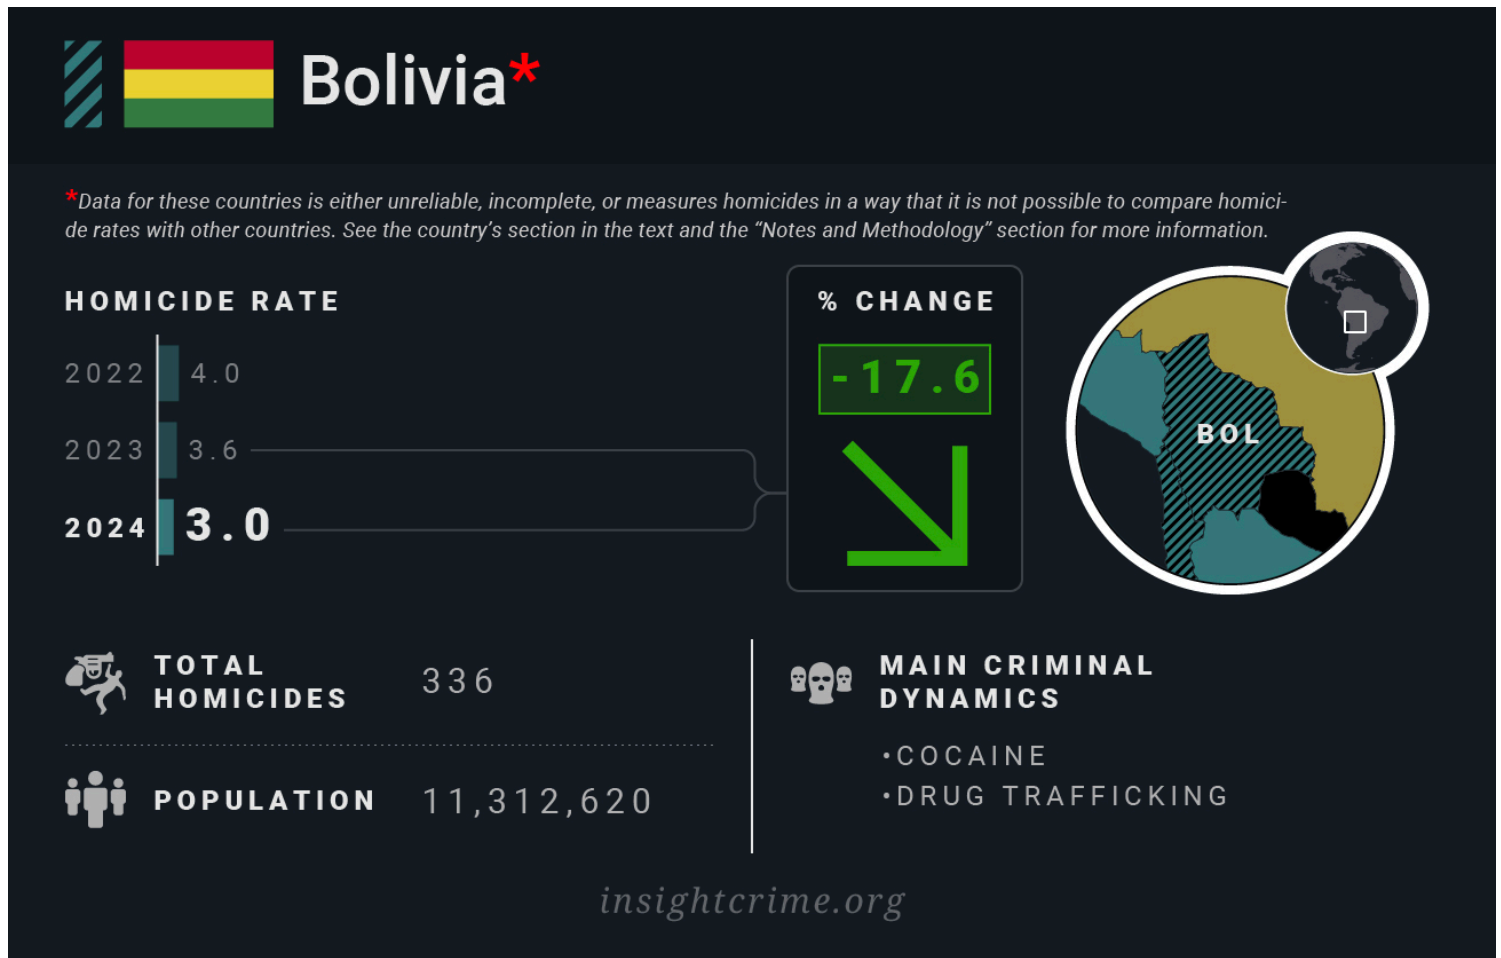 Bolivia*
*Data for these countries is either unreliable, incomplete, or measures homicides in a way that it is not possible to compare homici-
de rates with other countries. See the country’s section in the text and the “Notes and Methodology” section for more information.
HOMICIDE RATE
2022 4.0
2023 3.6
2024 3.0
% CHANGE
-17.6
BOL
TOTAL
HOMICIDES
336
POPULATION 11,312,620
MAIN CRIMINAL
DYNAMICS
•COCAINE
•DRUG TRAFFICKING
insightcrime.org